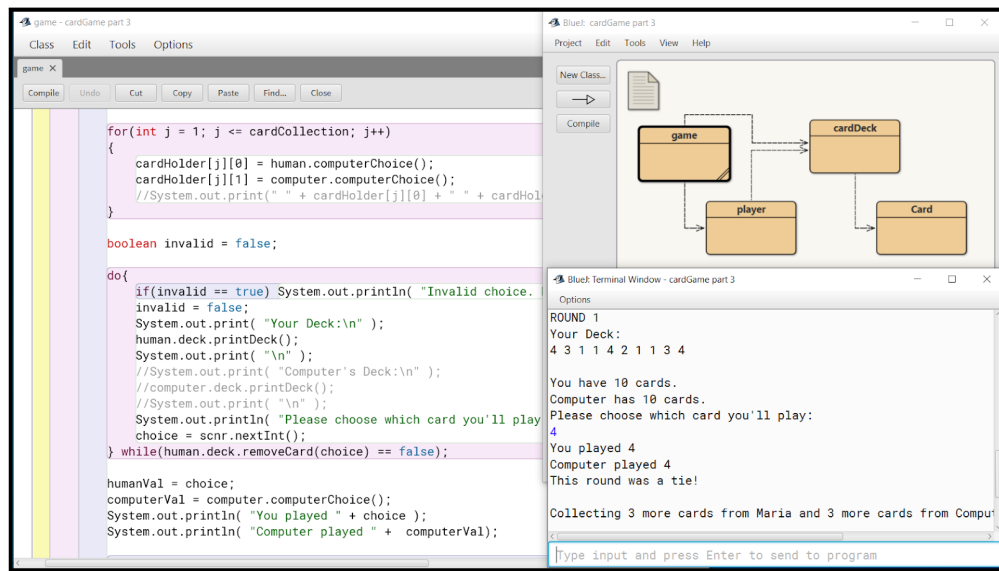 game - cardGame part 3
Class Edit Tools Options
game X
Compile Undo Cut Copy Paste Find... Close
for(int j = 1; j <= cardCollection; j++)
{
cardHolder[j][0] = human.computerChoice();
cardHolder[j][1] = computer.computerChoice();
//System.out.print(" " + cardHolder[j][0] + " " + cardHol
}
boolean invalid = false;
do{
if(invalid == true) System.out.println( "Invalid choice.
invalid = false;
System.out.print( "Your Deck:\n" );
human.deck.printDeck();
System.out.print( "\n" );
//System.out.print( "Computer's Deck:\n" );
//computer.deck.printDeck();
//System.out.print( "\n" );
System.out.println( "Please choose which card you'll play
choice = scnr.nextInt();
} while(human.deck.removeCard(choice) == false);
humanVal = choice;
computerVal = computer.computerChoice();
System.out.println( "You played " + choice );
System.out.println( "Computer played " + computerVal);
BlueJ: cardGame part 3
Project Edit Tools View Help
New Class...
Compile
game
cardDeck
player
Card
BlueJ: Terminal Window - cardGame part 3
Options
ROUND 1
Your Deck:
4 3 1 1 4 2 1 1 3 4
You have 10 cards.
Computer has 10 cards.
Please choose which card you'll play:
4
You played 4
Computer played 4
This round was a tie!
Collecting 3 more cards from Maria and 3 more cards from Comput
Type input and press Enter to send to program